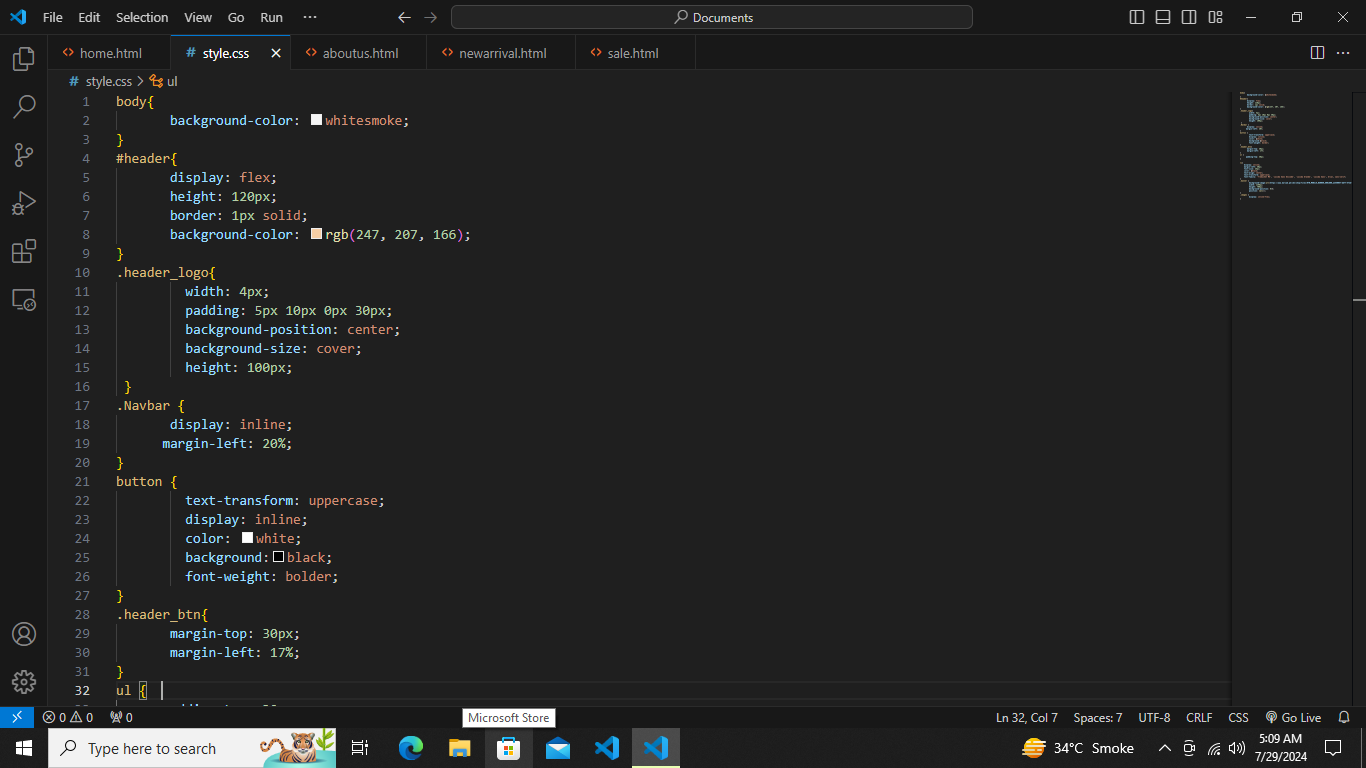 File Edit Selection View Go Run ··· Documents
home.html # style.css aboutus.html newarrival.html sale.html
# style.css > ul
1 body{
2 background-color: whitesmoke;
3 }
4 #header{
5 display: flex;
6 height: 120px;
7 border: 1px solid;
8 background-color: rgb(247, 207, 166);
9 }
10 .header_logo{
11 width: 4px;
12 padding: 5px 10px 0px 30px;
13 background-position: center;
14 background-size: cover;
15 height: 100px;
16 }
17 .Navbar {
18 display: inline;
19 margin-left: 20%;
20 }
21 button {
22 text-transform: uppercase;
23 display: inline;
24 color: white;
25 background: black;
26 font-weight: bolder;
27 }
28 .header_btn{
29 margin-top: 30px;
30 margin-left: 17%;
31 }
32 ul {
Microsoft Store
0 0 0 Ln 32, Col 7 Spaces: 7 UTF-8 CRLF CSS Go Live
Type here to search 34°C Smoke 5:09 AM
7/29/2024